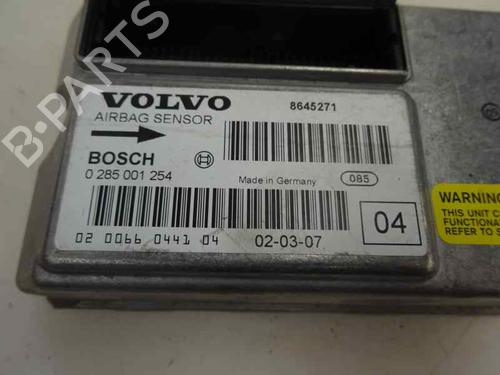 B-PARTS
VOLVO
8645271
AIRBAG SENSOR
BOSCH
0 285 001 254
Made in Germany
085
04
02 0066 0441 04
02-03-07
WARNING
THIS UNIT
FUNCTIONA
REFER TO